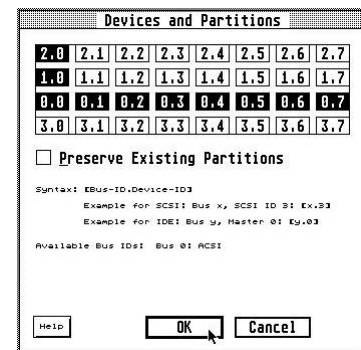 Devices and Partitions
2.0 2.1 2.2 2.3 2.4 2.5 2.6 2.7
1.0 1.1 1.2 1.3 1.4 1.5 1.6 1.7
0.0 0.1 0.2 0.3 0.4 0.5 0.6 0.7
3.0 3.1 3.2 3.3 3.4 3.5 3.6 3.7
Preserve Existing Partitions
Syntax: [Bus-ID.Device-ID]
Example for SCSI: Bus x, SCSI ID 3: [x.3]
Example for IDE: Bus y, Master 0: [y.0]
Available Bus IDs: Bus 0: ACSI
Help OK Cancel